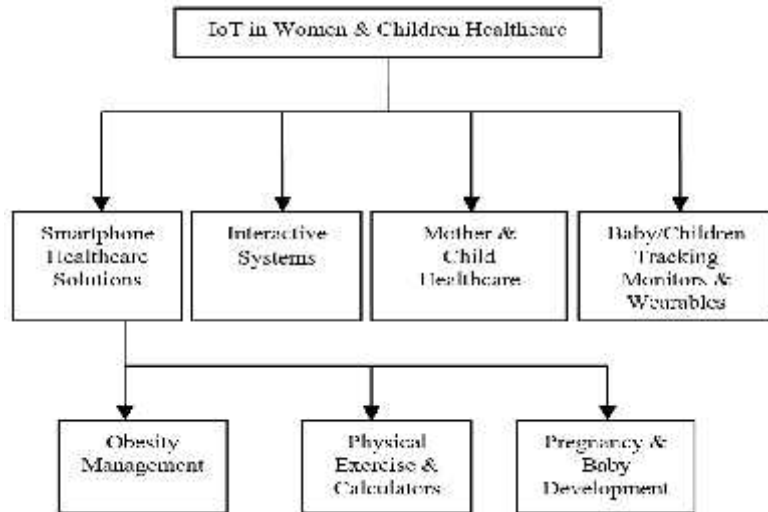 IoT in Women & Children Healthcare
Smartphone
Healthcare
Solutions
Interactive
Systems
Mother &
Child
Healthcare
Baby/Children
Tracking
Monitors &
Wearables
Obesity
Management
Physical
Exercise &
Calculators
Pregnancy &
Baby
Development